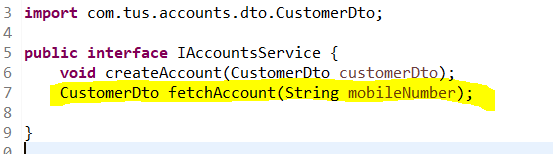 3 import com.tus.accounts.dto.CustomerDto;
4
5 public interface IAccountsService {
6 void createAccount(CustomerDto customerDto);
7 CustomerDto fetchAccount(String mobileNumber);
8
9 }
0